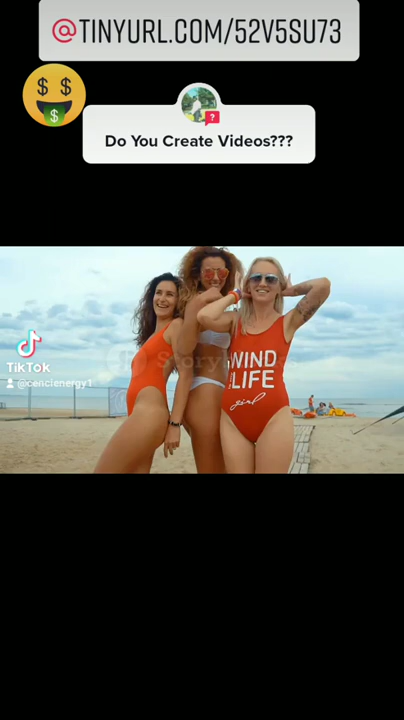 @TINYURL.COM/52V5SU73
Do You Create Videos???
WIND
LIFE
girl
TikTok
@cericienergy1